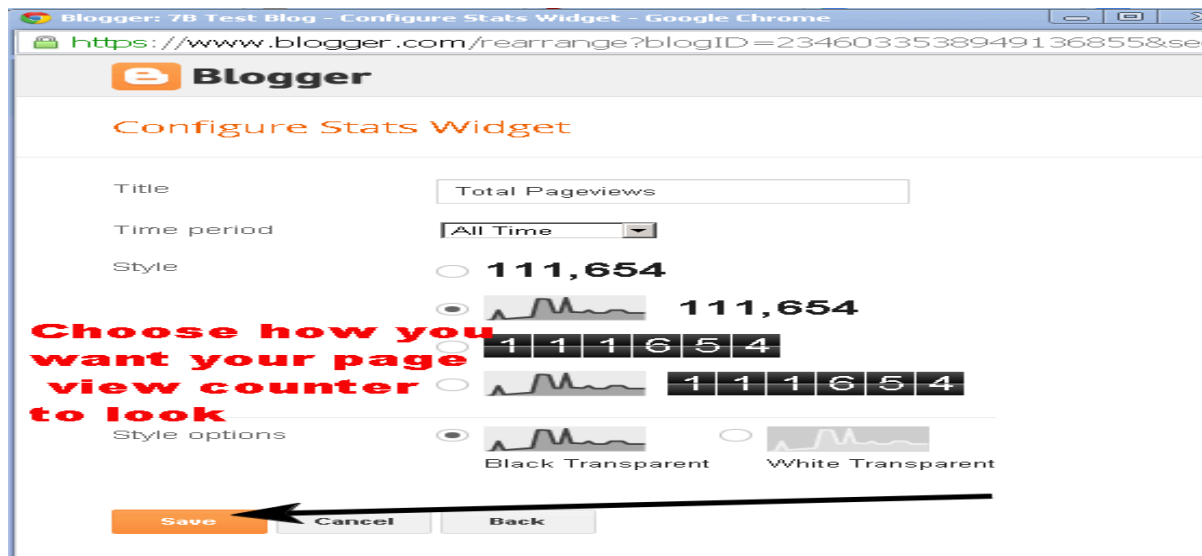 Blogger: 7B Test Blog - Configure Stats Widget - Google Chrome
https://www.blogger.com/rearrange?blogID=2346033538949136855&se
Blogger
Configure Stats Widget
Title Total Pageviews
Time period All Time
Style 111,654
111,654
Choose how you
111654
want your page
view counter
111654
to look
Style options
Black Transparent White Transparent
Save Cancel Back